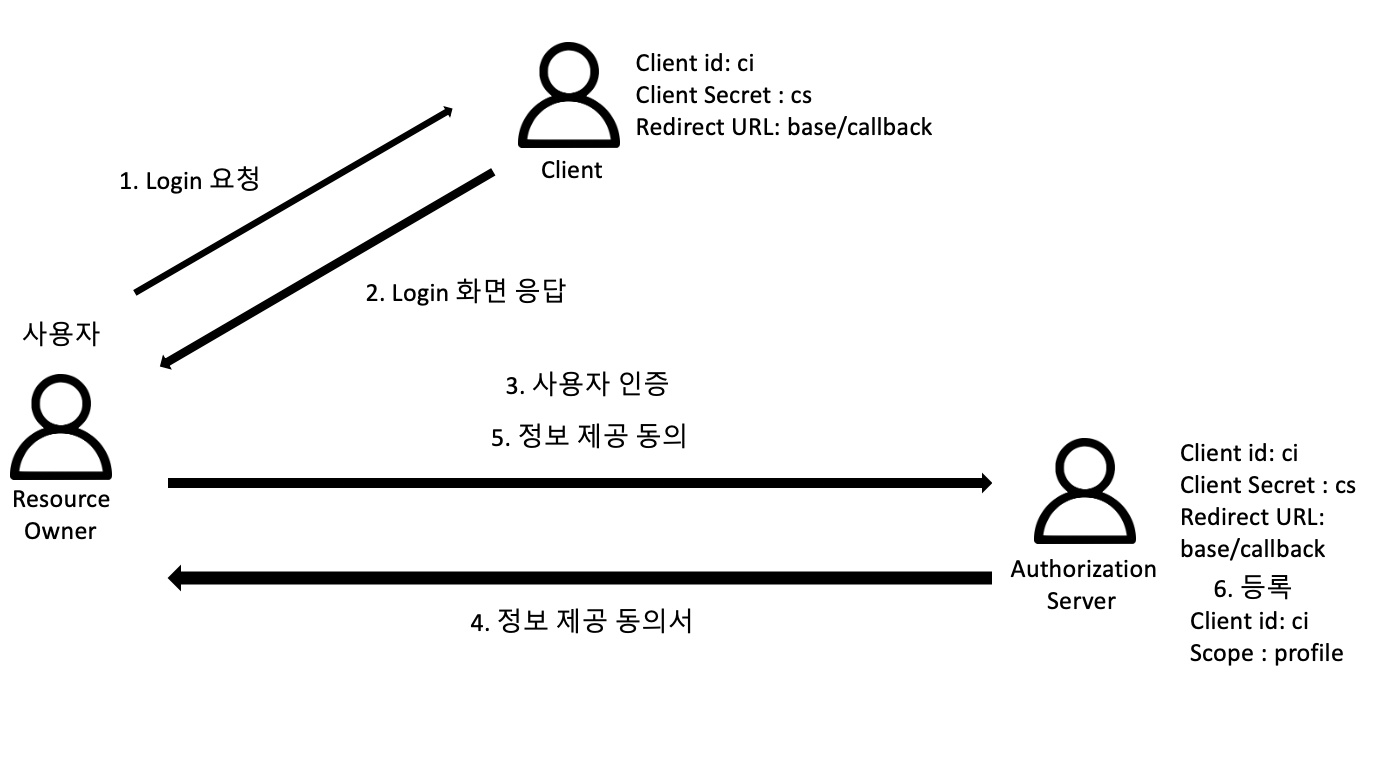 Client id: ci
Client Secret : cs
Redirect URL: base/callback
Client
1. Login 요청
2. Login 화면 응답
사용자
Resource
Owner
3. 사용자 인증
5. 정보 제공 동의
4. 정보 제공 동의서
Authorization
Server
Client id: ci
Client Secret : cs
Redirect URL:
base/callback
6. 등록
Client id: ci
Scope : profile